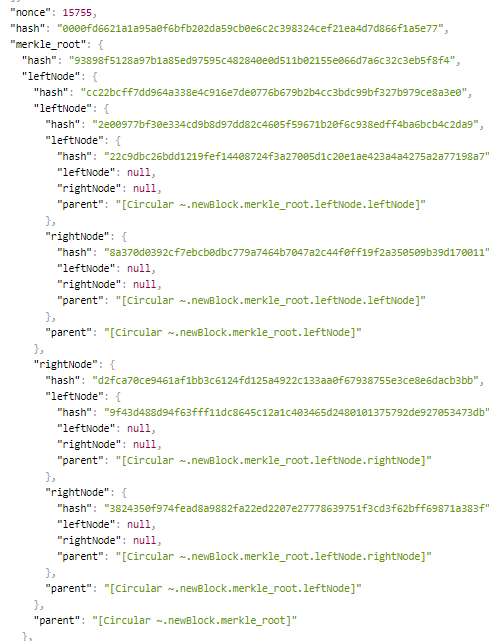 "nonce": 15755,
"hash": "0000fd6621a1a95a0f6bfb202da59cb0e6c2c398324cef21ea4d7d866f1a5e77",
"merkle_root": {
"hash": "93898f5128a97b1a85ed97595c482840e0d511b02155e066d7a6c32c3eb5f8f4",
"leftNode": {
"hash": "cc22bcff7dd964a338e4c916e7de0776b679b2b4cc3bdc99bf327b979ce8a3e0",
"leftNode": {
"hash": "2e00977bf30e334cd9b8d97dd82c4605f59671b20f6c938edff4ba6bcb4c2da9",
"leftNode": {
"hash": "22c9dbc26bdd1219fef14408724f3a27005d1c20e1ae423a4a4275a2a77198a7"
"leftNode": null,
"rightNode": null,
"parent": "[Circular ~.newBlock.merkle_root.leftNode.leftNode]"
},
"rightNode": {
"hash": "8a370d0392cf7ebcb0dbc779a7464b7047a2c44f0ff19f2a350509b39d170011"
"leftNode": null,
"rightNode": null,
"parent": "[Circular ~.newBlock.merkle_root.leftNode.leftNode]"
},
"parent": "[Circular ~.newBlock.merkle_root.leftNode]"
},
"rightNode": {
"hash": "d2fca70ce9461af1bb3c6124fd125a4922c133aa0f67938755e3ce8e6dacb3bb",
"leftNode": {
"hash": "9f43d488d94f63fff11dc8645c12a1c403465d2480101375792de927053473db"
"leftNode": null,
"rightNode": null,
"parent": "[Circular ~.newBlock.merkle_root.leftNode.rightNode]"
},
"rightNode": {
"hash": "3824350f974fead8a9882fa22ed2207e27778639751f3cd3f62bff69871a383f"
"leftNode": null,
"rightNode": null,
"parent": "[Circular ~.newBlock.merkle_root.leftNode.rightNode]"
},
"parent": "[Circular ~.newBlock.merkle_root.leftNode]"
},
"parent": "[Circular ~.newBlock.merkle_root]"
},